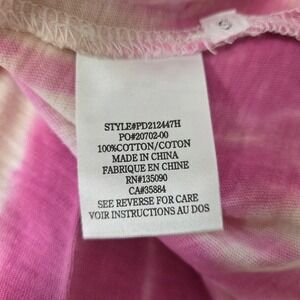 STYLE#PD212447H
PO#20702-00
100%COTTON/COTON
MADE IN CHINA
FABRIQUE EN CHINE
RN#135090
CA#35884
SEE REVERSE FOR CARE
VOIR INSTRUCTIONS AU DOS